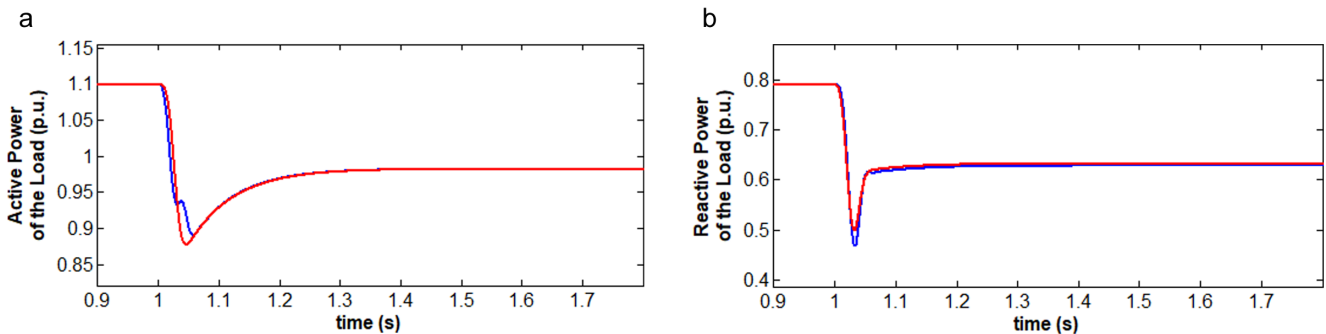 a
Active Power
of the Load (p.u.)
1.15
1.1
1.05
1
0.95
0.9
0.85
0.9 1 1.1 1.2 1.3 1.4 1.5 1.6 1.7
time (s)
b
Reactive Power
of the Load (p.u.)
0.8
0.7
0.6
0.5
0.4
0.9 1 1.1 1.2 1.3 1.4 1.5 1.6 1.7
time (s)